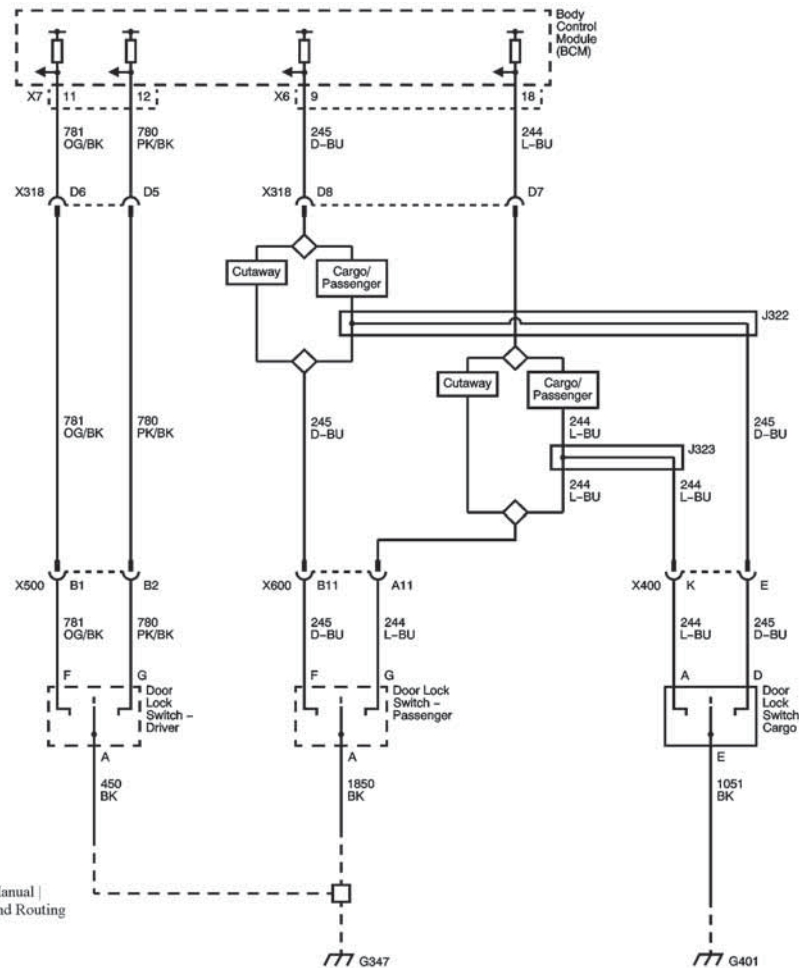 Body
Control
Module
(BCM)
X7 11 12 X6 9 18
781
OG/BK
780
PK/BK
245
D-BU
244
L-BU
X318 D6 D5 X318 D8 D7
Cutaway
Cargo/
Passenger
J322
Cutaway
Cargo/
Passenger
781
OG/BK
780
PK/BK
245
D-BU
244
L-BU
245
D-BU
J323
244
L-BU
244
L-BU
X500 B1 B2 X600 B11 A11 X400 K E
781
OG/BK
780
PK/BK
245
D-BU
244
L-BU
244
L-BU
245
D-BU
F G F G A D
Door
Lock
Switch –
Driver
Door Lock
Switch –
Passenger
Door
Lock
Switch
Cargo
A A E
450
BK
1850
BK
1051
BK
anual |
nd Routing
G347 G401